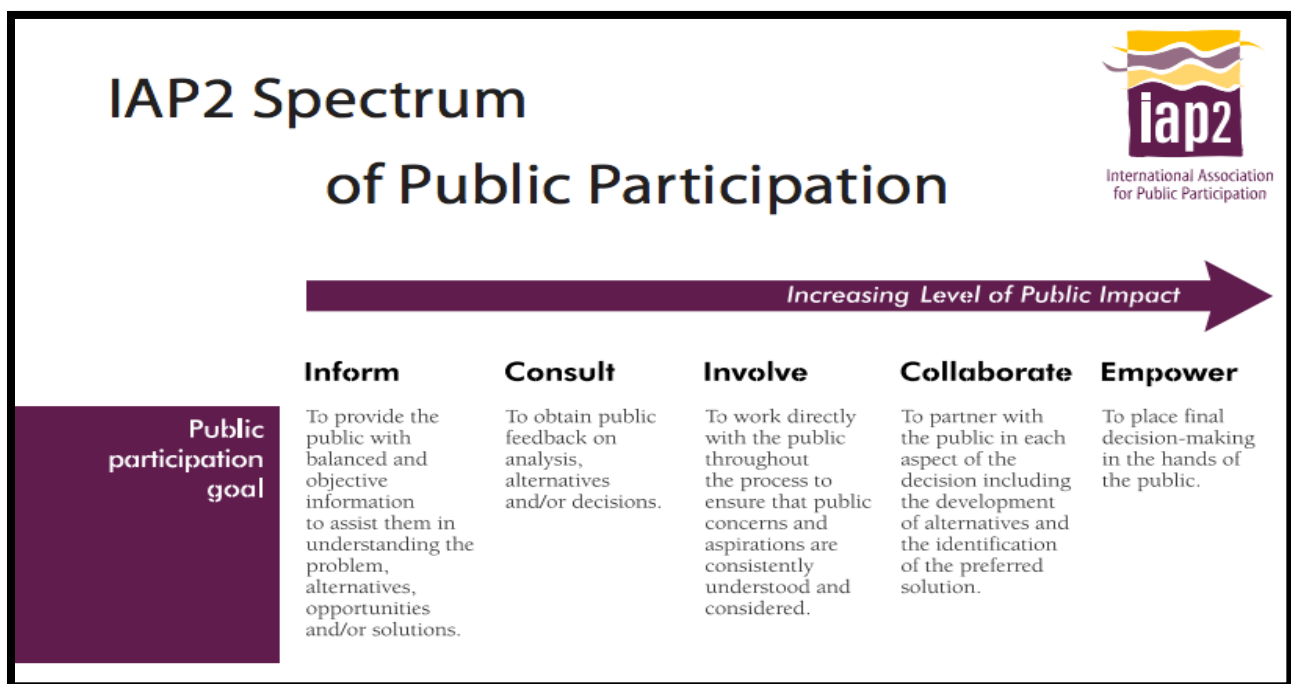 IAP2 Spectrum
of Public Participation
iap2
International Association
for Public Participation
Increasing Level of Public Impact
Public
participation
goal
Inform
To provide the
public with
balanced and
objective
information
to assist them in
understanding the
problem,
alternatives,
opportunities
and/or solutions.
Consult
To obtain public
feedback on
analysis,
alternatives
and/or decisions.
Involve
To work directly
with the public
throughout
the process to
ensure that public
concerns and
aspirations are
consistently
understood and
considered.
Collaborate
To partner with
the public in each
aspect of the
decision including
the development
of alternatives and
the identification
of the preferred
solution.
Empower
To place final
decision-making
in the hands of
the public.